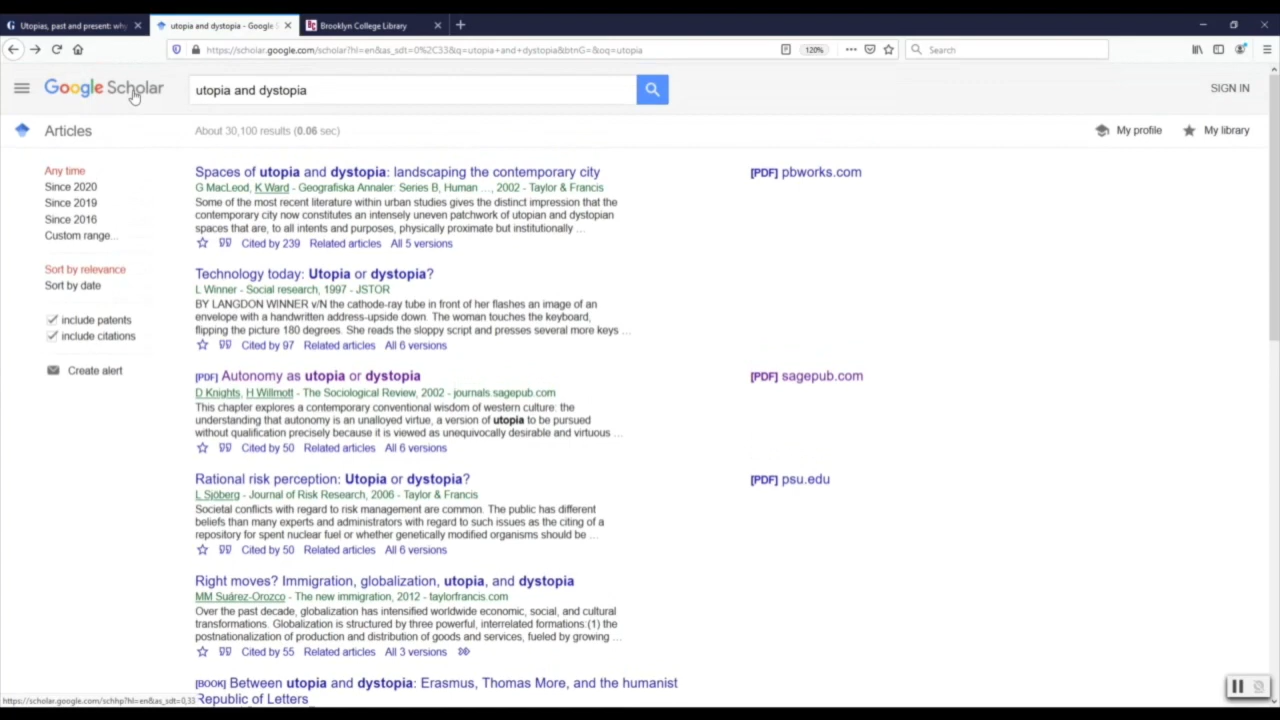 Utopias, past and present: why
utopia and dystopia - Google S
Brooklyn College Library
https://scholar.google.com/scholar?hl=en&as_sdt=0%2C33&q=utopia+and+dystopia&btnG=&oq=utopia
120%
Search
Google Scholar
utopia and dystopia
SIGN IN
Articles
About 30,100 results (0.06 sec)
My profile
My library
Any time
Since 2020
Since 2019
Since 2016
Custom range...
Sort by relevance
Sort by date
include patents
include citations
Create alert
Spaces of utopia and dystopia: landscaping the contemporary city
[PDF] pbworks.com
G MacLeod, K Ward - Geografiska Annaler: Series B, Human ..., 2002 - Taylor & Francis
Some of the most recent literature within urban studies gives the distinct impression that the
contemporary city now constitutes an intensely uneven patchwork of utopian and dystopian
spaces that are, to all intents and purposes, physically proximate but institutionally ...
Cited by 239 Related articles All 5 versions
Technology today: Utopia or dystopia?
L Winner - Social research, 1997 - JSTOR
BY LANGDON WINNER v/N the cathode-ray tube in front of her flashes an image of an
envelope with a handwritten address-upside down. The woman touches the keyboard,
flipping the picture 180 degrees. She reads the sloppy script and presses several more keys ...
Cited by 97 Related articles All 6 versions
[PDF] Autonomy as utopia or dystopia
[PDF] sagepub.com
D Knights, H Willmott - The Sociological Review, 2002 - journals.sagepub.com
This chapter explores a contemporary conventional wisdom of western culture: the
understanding that autonomy is an unalloyed virtue, a version of utopia to be pursued
without qualification precisely because it is viewed as unequivocally desirable and virtuous ...
Cited by 50 Related articles All 6 versions
Rational risk perception: Utopia or dystopia?
[PDF] psu.edu
L Sjöberg - Journal of Risk Research, 2006 - Taylor & Francis
Societal conflicts with regard to risk management are common. The public has different
beliefs than many experts and administrators with regard to such issues as the citing of a
repository for spent nuclear fuel or whether genetically modified organisms should be ...
Cited by 50 Related articles All 6 versions
Right moves? Immigration, globalization, utopia, and dystopia
MM Suárez-Orozco - The new immigration, 2012 - taylorfrancis.com
Over the past decade, globalization has intensified worldwide economic, social, and cultural
transformations. Globalization is structured by three powerful, interrelated formations:(1) the
postnationalization of production and distribution of goods and services, fueled by growing ...
Cited by 55 Related articles All 3 versions
[BOOK] Between utopia and dystopia: Erasmus, Thomas More, and the humanist
Republic of Letters
https://scholar.google.com/schhp?hl=en&as_sdt=0,33